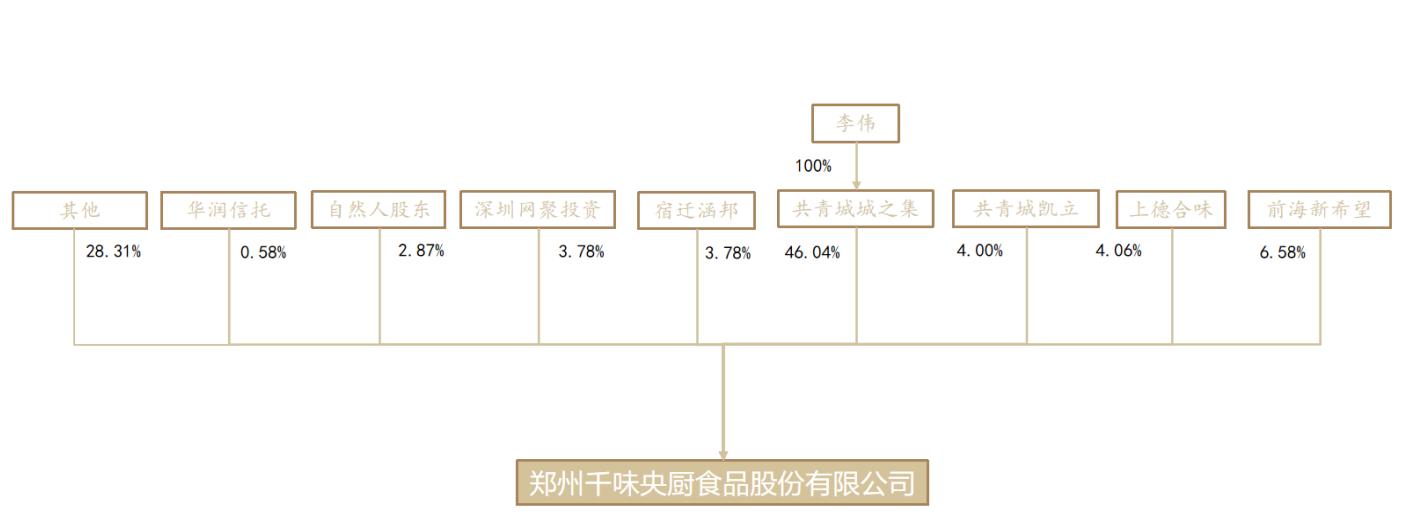 李伟
100%
其他
华润信托
自然人股东
深圳网聚投资
宿迁涵邦
共青城城之集
共青城凯立
上德合味
前海新希望
28.31%
0.58%
2.87%
3.78%
3.78%
46.04%
4.00%
4.06%
6.58%
郑州千味央厨食品股份有限公司